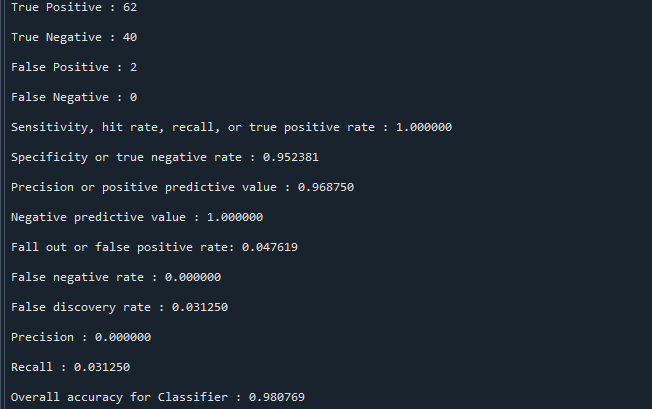 True Positive : 62
True Negative : 40
False Positive : 2
False Negative : 0
Sensitivity, hit rate, recall, or true positive rate : 1.000000
Specificity or true negative rate : 0.952381
Precision or positive predictive value : 0.968750
Negative predictive value : 1.000000
Fall out or false positive rate: 0.047619
False negative rate : 0.000000
False discovery rate : 0.031250
Precision : 0.000000
Recall : 0.031250
Overall accuracy for Classifier : 0.980769